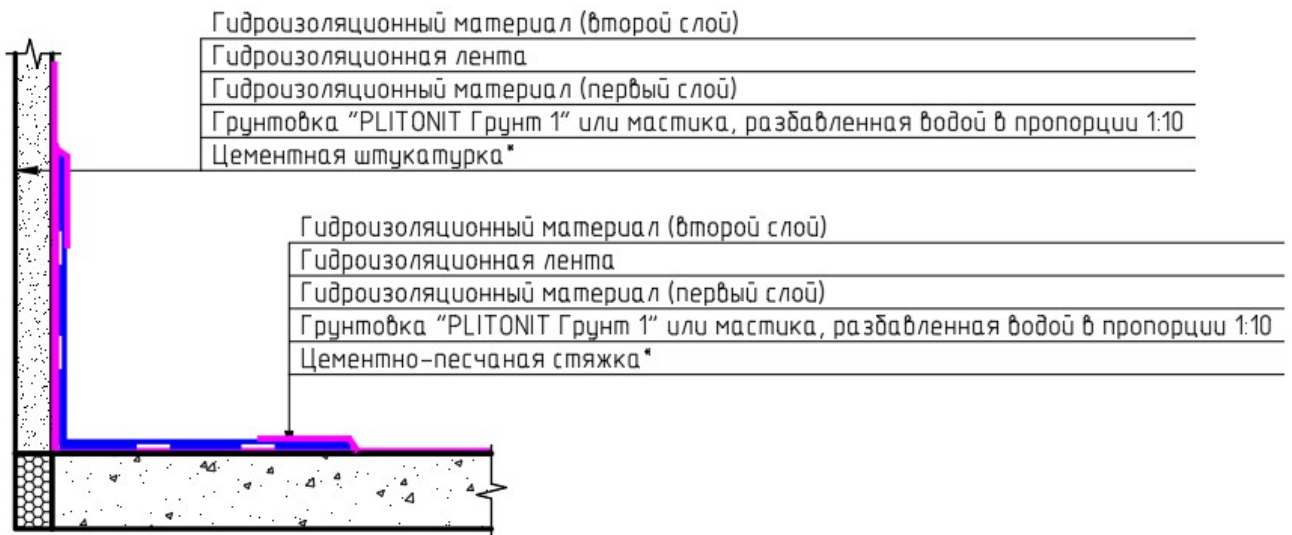 Гидроизоляционный материал (второй слой)
Гидроизоляционная лента
Гидроизоляционный материал (первый слой)
Грунтовка "PLITONIT Грунт 1" или мастика, разбавленная водой в пропорции 1:10
Цементная штукатурка*
Гидроизоляционный материал (второй слой)
Гидроизоляционная лента
Гидроизоляционный материал (первый слой)
Грунтовка "PLITONIT Грунт 1" или мастика, разбавленная водой в пропорции 1:10
Цементно-песчаная стяжка*